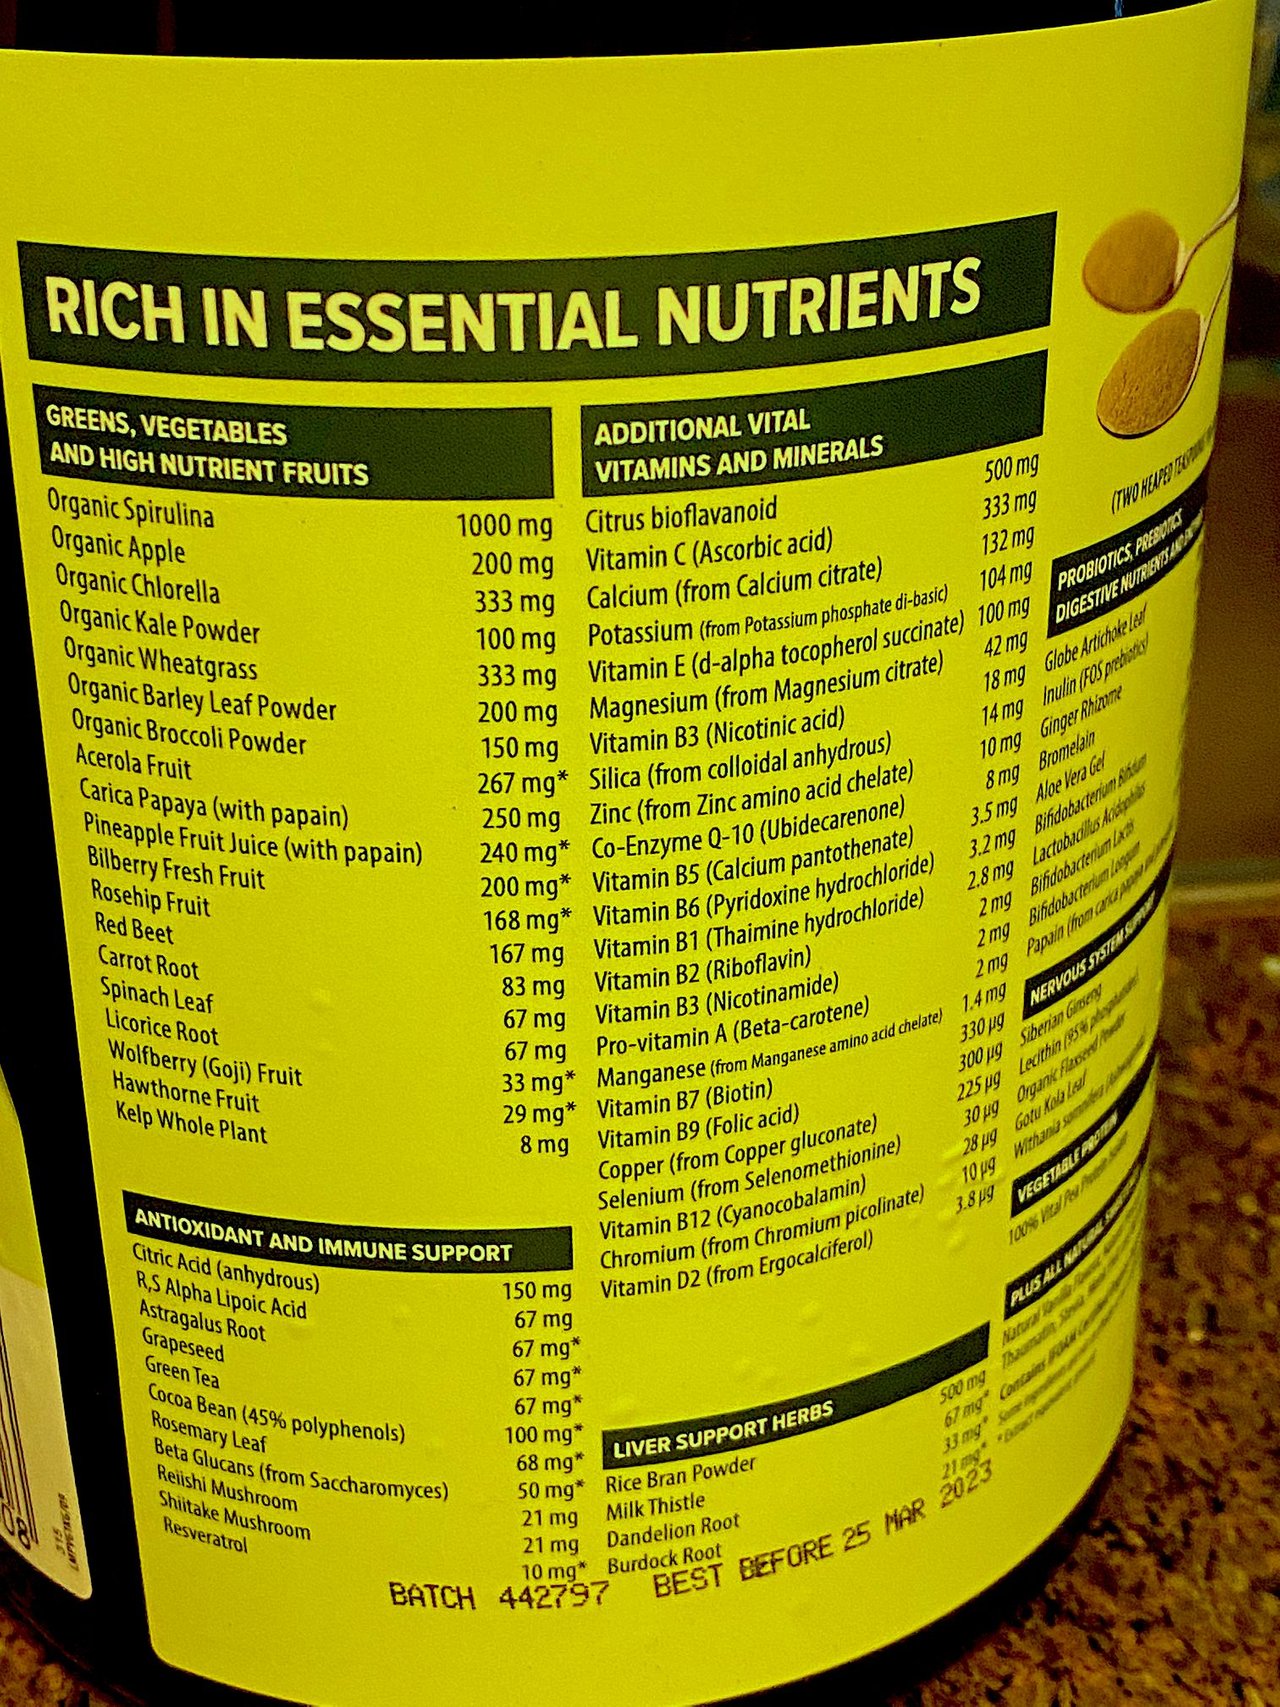 RICH IN ESSENTIAL NUTRIENTS
GREENS, VEGETABLES
AND HIGH NUTRIENT FRUITS
Organic Spirulina 1000 mg
Organic Apple 200 mg
Organic Chlorella 333 mg
Organic Kale Powder 100 mg
Organic Wheatgrass 333 mg
Organic Barley Leaf Powder 200 mg
Organic Broccoli Powder 150 mg
Acerola Fruit 267 mg*
Carica Papaya (with papain) 250 mg
Pineapple Fruit Juice (with papain) 240 mg*
Bilberry Fresh Fruit 200 mg*
Rosehip Fruit 168 mg*
Red Beet 167 mg
Carrot Root 83 mg
Spinach Leaf 67 mg
Licorice Root 67 mg
Wolfberry (Goji) Fruit 33 mg*
Hawthorne Fruit 29 mg*
Kelp Whole Plant 8 mg
ANTIOXIDANT AND IMMUNE SUPPORT
Citric Acid (anhydrous) 150 mg
R,S Alpha Lipoic Acid 67 mg
Astragalus Root 67 mg*
Grapeseed 67 mg*
Green Tea 67 mg*
Cocoa Bean (45% polyphenols) 100 mg*
Rosemary Leaf 68 mg*
Beta Glucans (from Saccharomyces) 50 mg*
Reiishi Mushroom 21 mg
Shiitake Mushroom 21 mg
Resveratrol 10 mg*
ADDITIONAL VITAL
VITAMINS AND MINERALS
Citrus bioflavanoid 500 mg
Vitamin C (Ascorbic acid) 333 mg
Calcium (from Calcium citrate) 132 mg
Potassium (from Potassium phosphate di-basic) 104 mg
Vitamin E (d-alpha tocopherol succinate) 100 mg
Magnesium (from Magnesium citrate) 42 mg
Vitamin B3 (Nicotinic acid) 18 mg
Silica (from colloidal anhydrous) 14 mg
Zinc (from Zinc amino acid chelate) 10 mg
Co-Enzyme Q-10 (Ubidecarenone) 8 mg
Vitamin B5 (Calcium pantothenate) 3.5 mg
Vitamin B6 (Pyridoxine hydrochloride) 3.2 mg
Vitamin B1 (Thaimine hydrochloride) 2.8 mg
Vitamin B2 (Riboflavin) 2 mg
Vitamin B3 (Nicotinamide) 2 mg
Pro-vitamin A (Beta-carotene) 2 mg
Manganese (from Manganese amino acid chelate) 1.4 mg
Vitamin B7 (Biotin) 330 µg
Vitamin B9 (Folic acid) 300 µg
Copper (from Copper gluconate) 225 µg
Selenium (from Selenomethionine) 30 µg
Vitamin B12 (Cyanocobalamin) 28 µg
Chromium (from Chromium picolinate) 10 µg
Vitamin D2 (from Ergocalciferol) 3.8 µg
LIVER SUPPORT HERBS
Rice Bran Powder 500 mg
Milk Thistle 67 mg*
Dandelion Root 33 mg*
Burdock Root 21 mg*
BATCH 442797 BEST BEFORE 25 MAR 2023
(TWO HEAPED
PROBIOTICS, PREBIOTICS
DIGESTIVE NUTRIENTS AND
Globe Artichoke Leaf
Inulin (FOS prebiotics)
Ginger Rhizome
Bromelain
Aloe Vera Gel
Bifidobacterium Bifidum
Lactobacillus Acidophilus
Bifidobacterium Lactis
Bifidobacterium Longum
Papain (from carica papaya
NERVOUS SYSTEM SUPPORT
Siberian Ginseng
Lecithin (95%
Organic Flaxseed Powder
Gotu Kola Leaf
Withania somnifera
VEGETABLE PROTEIN
100% Vital Pea Protein
PLUS ALL NATURAL
Natural Vanilla
Thaumatin, Stevia,
Contains
08